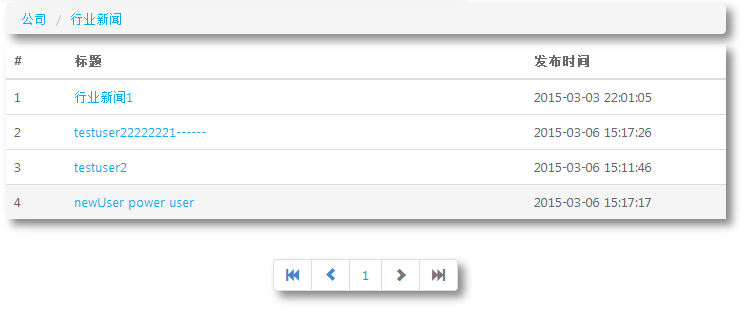 公司 / 行业新闻
# 标题 发布时间
1 行业新闻1 2015-03-03 22:01:05
2 testuser22222221------ 2015-03-06 15:17:26
3 testuser2 2015-03-06 15:11:46
4 newUser power user 2015-03-06 15:17:17
1